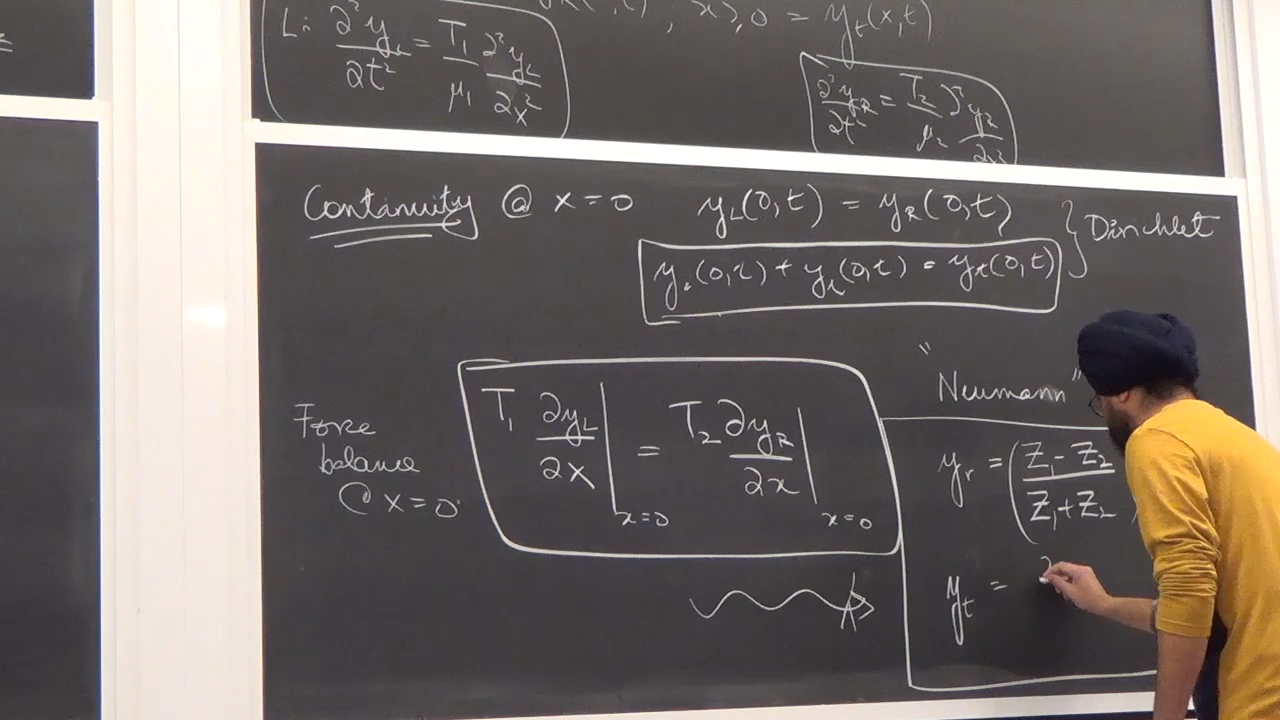 , x ≥ 0 = y_t(x,t)
L: ∂²y_L/∂t² = T₁/μ₁ ∂²y_L/∂x²
∂²y_R/∂t² = T₂/μ₂ ∂²y_R/∂x²
Continuity @ x=0 y_L(0,t) = y_R(0,t) } Dirichlet
y_i(0,t) + y_r(0,t) = y_t(0,t)
"Neumann"
Force balance @ x=0
T₁ ∂y_L/∂x |_{x=0} = T₂ ∂y_R/∂x |_{x=0}
y_r = (Z₁-Z₂ / Z₁+Z₂)
y_t =